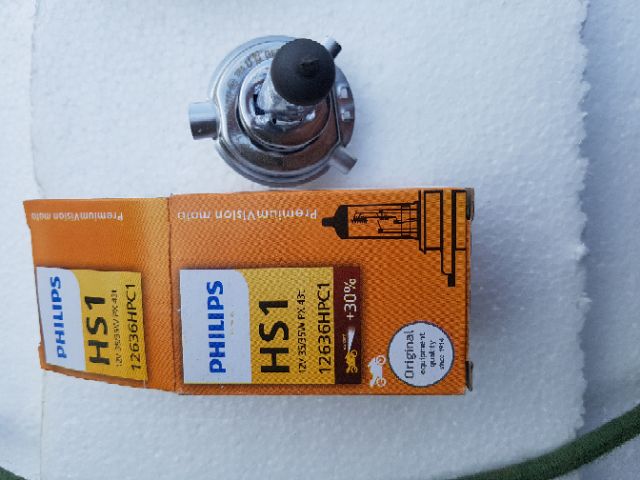 PremiumVision moto
PHILIPS
HS1
12V 35/35W PX 43t
12636HPC1
PremiumVision moto
PHILIPS
HS1
12V 35/35W PX 43t
12636HPC1
+30%
Original
equipment
quality
since 1914